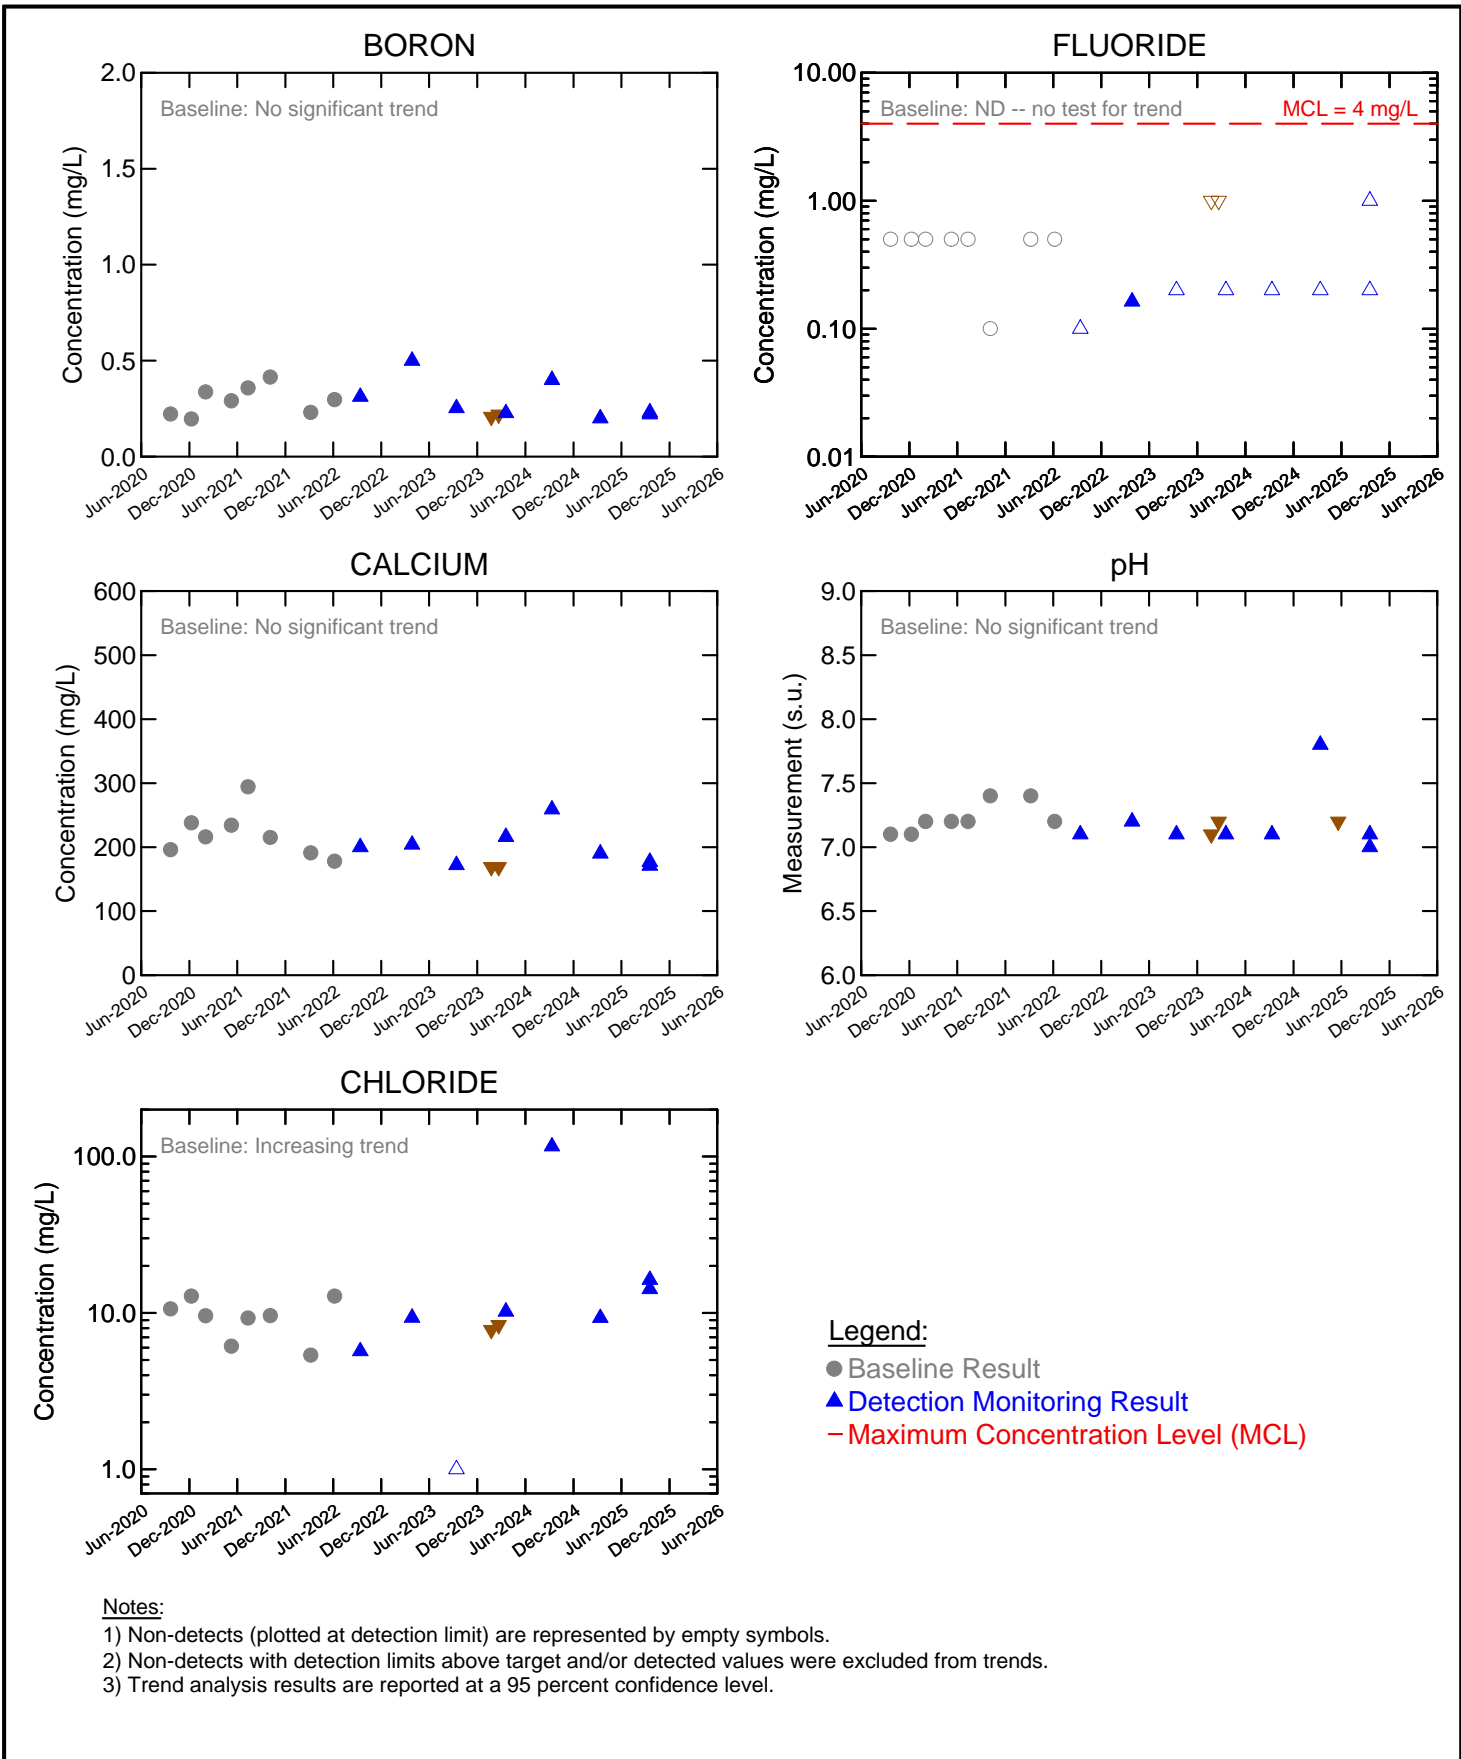 BORON
Baseline: No significant trend
Concentration (mg/L)
2.0
1.5
1.0
0.5
0.0
Jun-2020
Dec-2020
Jun-2021
Dec-2021
Jun-2022
Dec-2022
Jun-2023
Dec-2023
Jun-2024
Dec-2024
Jun-2025
Dec-2025
Jun-2026
FLUORIDE
Baseline: ND -- no test for trend
MCL = 4 mg/L
Concentration (mg/L)
10.00
1.00
0.10
0.01
Jun-2020
Dec-2020
Jun-2021
Dec-2021
Jun-2022
Dec-2022
Jun-2023
Dec-2023
Jun-2024
Dec-2024
Jun-2025
Dec-2025
Jun-2026
CALCIUM
Baseline: No significant trend
Concentration (mg/L)
600
500
400
300
200
100
0
Jun-2020
Dec-2020
Jun-2021
Dec-2021
Jun-2022
Dec-2022
Jun-2023
Dec-2023
Jun-2024
Dec-2024
Jun-2025
Dec-2025
Jun-2026
pH
Baseline: No significant trend
Measurement (s.u.)
9.0
8.5
8.0
7.5
7.0
6.5
6.0
Jun-2020
Dec-2020
Jun-2021
Dec-2021
Jun-2022
Dec-2022
Jun-2023
Dec-2023
Jun-2024
Dec-2024
Jun-2025
Dec-2025
Jun-2026
CHLORIDE
Baseline: Increasing trend
Concentration (mg/L)
100.0
10.0
1.0
Jun-2020
Dec-2020
Jun-2021
Dec-2021
Jun-2022
Dec-2022
Jun-2023
Dec-2023
Jun-2024
Dec-2024
Jun-2025
Dec-2025
Jun-2026
Legend:
Baseline Result
Detection Monitoring Result
Maximum Concentration Level (MCL)
Notes:
1) Non-detects (plotted at detection limit) are represented by empty symbols.
2) Non-detects with detection limits above target and/or detected values were excluded from trends.
3) Trend analysis results are reported at a 95 percent confidence level.